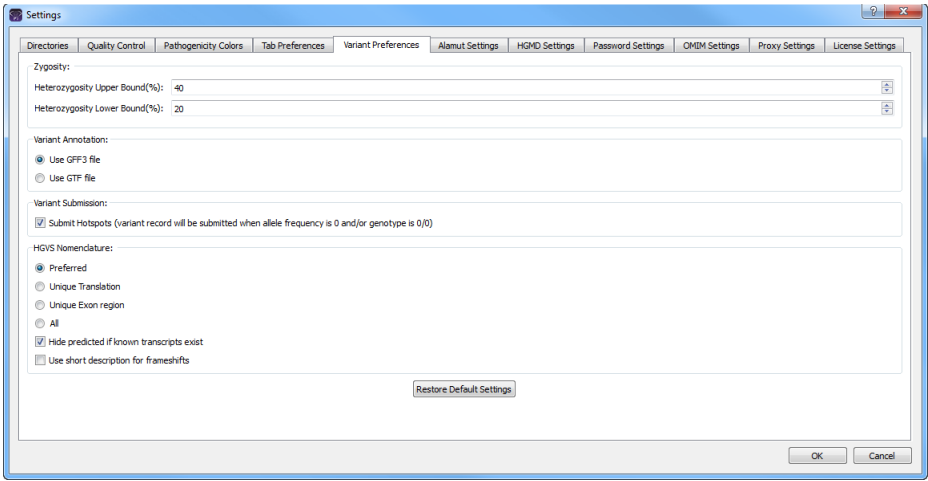 Settings
Directories Quality Control Pathogenicity Colors Tab Preferences Variant Preferences Alamut Settings HGMD Settings Password Settings OMIM Settings Proxy Settings License Settings
Zygosity:
Heterozygosity Upper Bound(%): 40
Heterozygosity Lower Bound(%): 20
Variant Annotation:
Use GFF3 file
Use GTF file
Variant Submission:
Submit Hotspots (variant record will be submitted when allele frequency is 0 and/or genotype is 0/0)
HGVS Nomenclature:
Preferred
Unique Translation
Unique Exon region
All
Hide predicted if known transcripts exist
Use short description for frameshifts
Restore Default Settings
OK Cancel